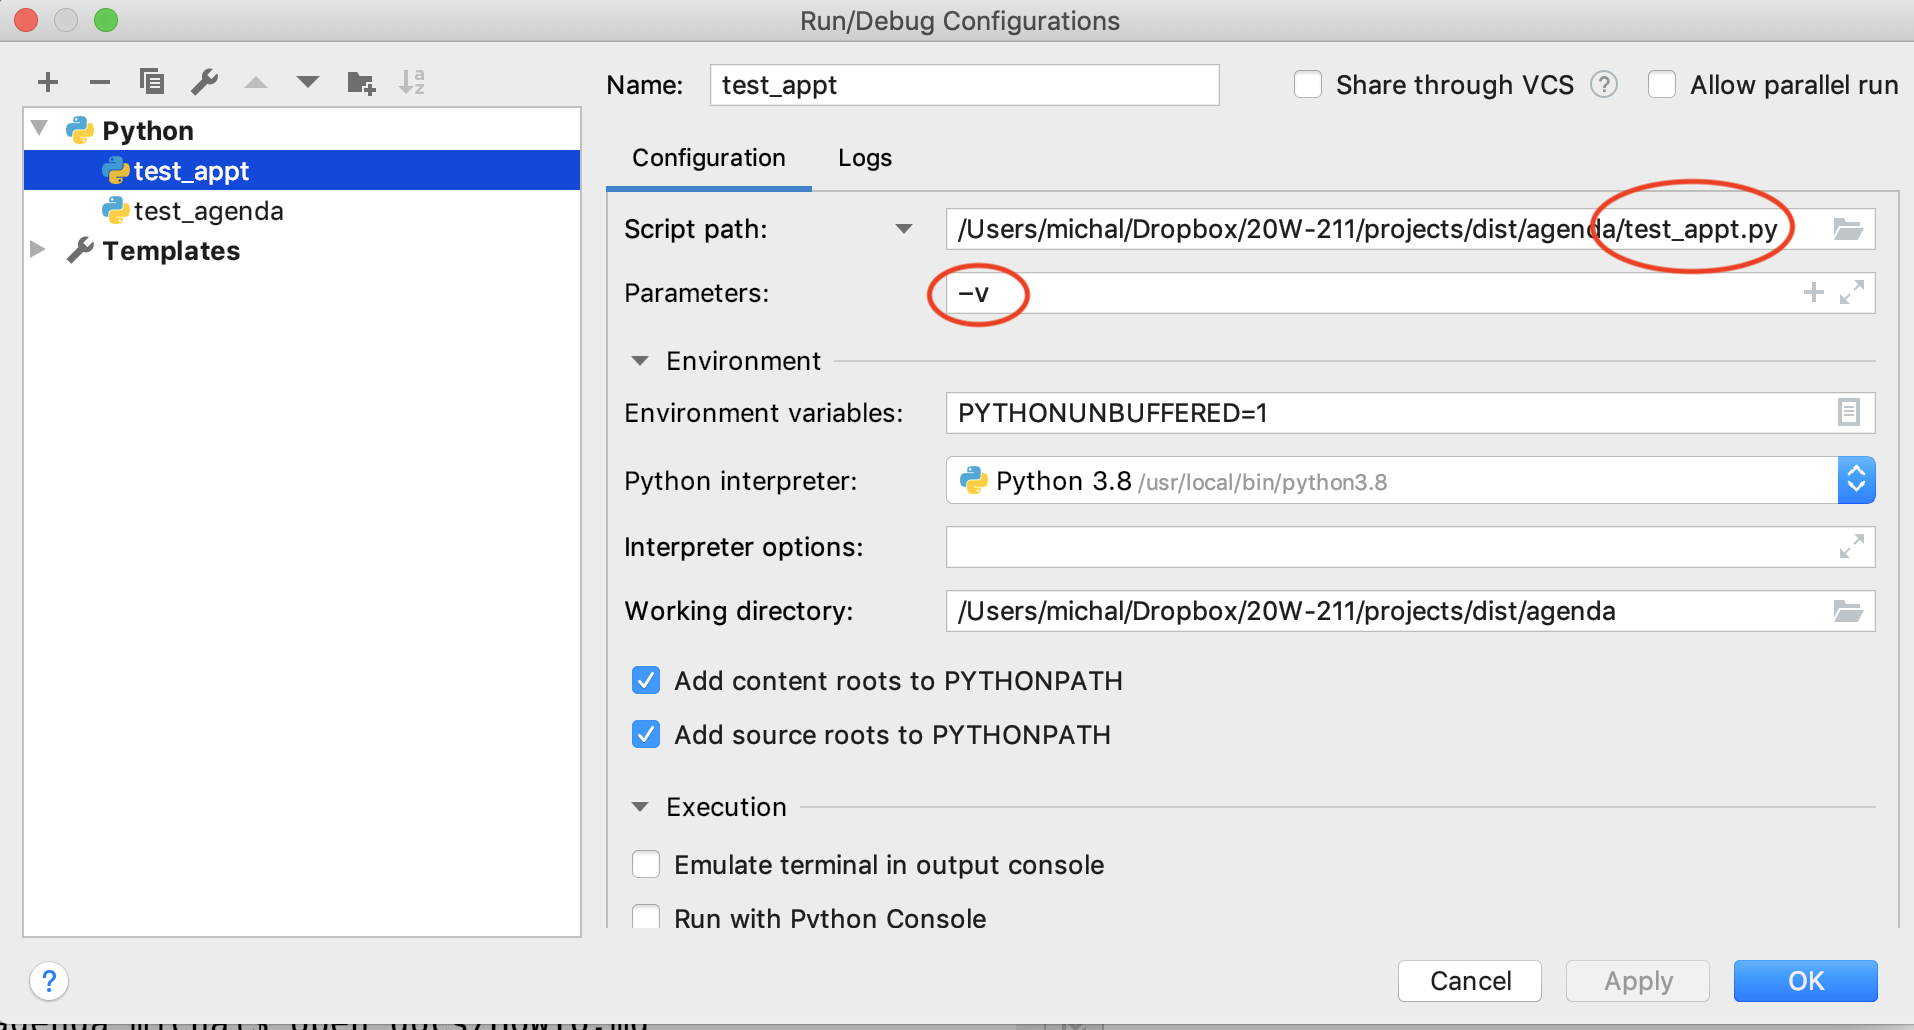 Run/Debug Configurations
Name: test_appt Share through VCS ? Allow parallel run
Python
test_appt
test_agenda
Templates
Configuration Logs
Script path: /Users/michal/Dropbox/20W-211/projects/dist/agenda/test_appt.py
Parameters: -v
Environment
Environment variables: PYTHONUNBUFFERED=1
Python interpreter: Python 3.8 /usr/local/bin/python3.8
Interpreter options:
Working directory: /Users/michal/Dropbox/20W-211/projects/dist/agenda
Add content roots to PYTHONPATH
Add source roots to PYTHONPATH
Execution
Emulate terminal in output console
Run with Python Console
? Cancel Apply OK